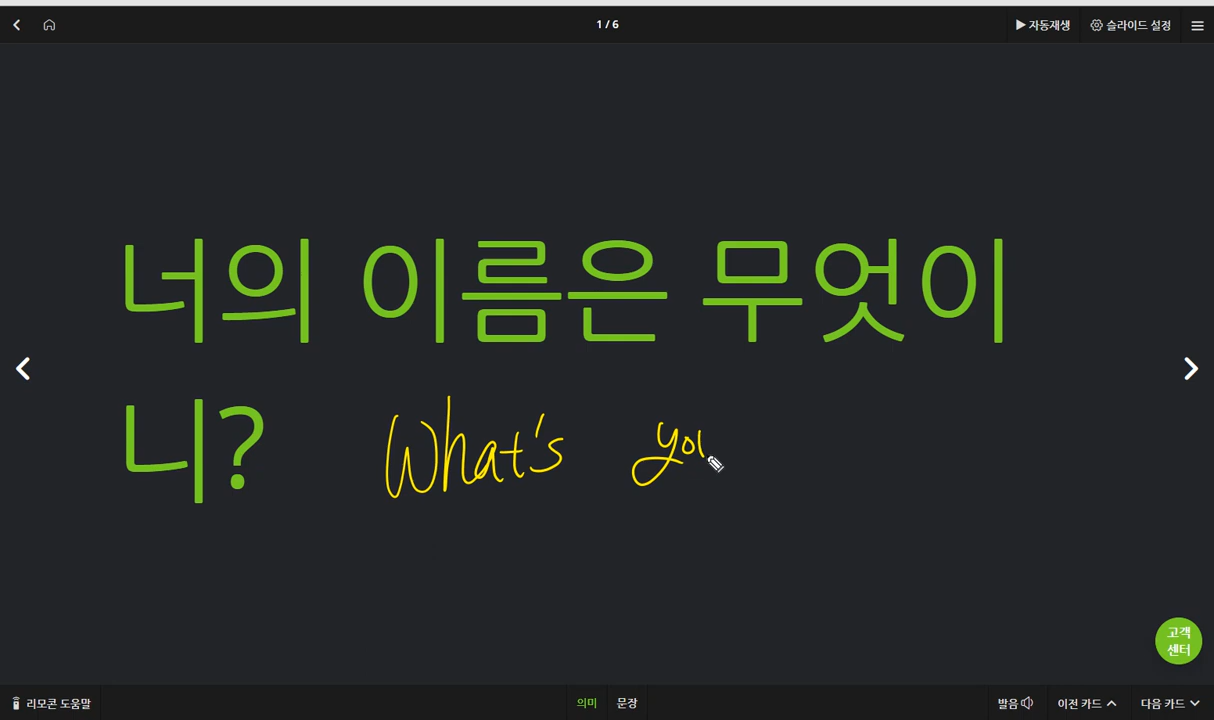 1 / 6
자동재생
슬라이드 설정
너의 이름은 무엇이
니?
What's you
고객
센터
리모콘 도움말
의미
문장
발음
이전 카드
다음 카드